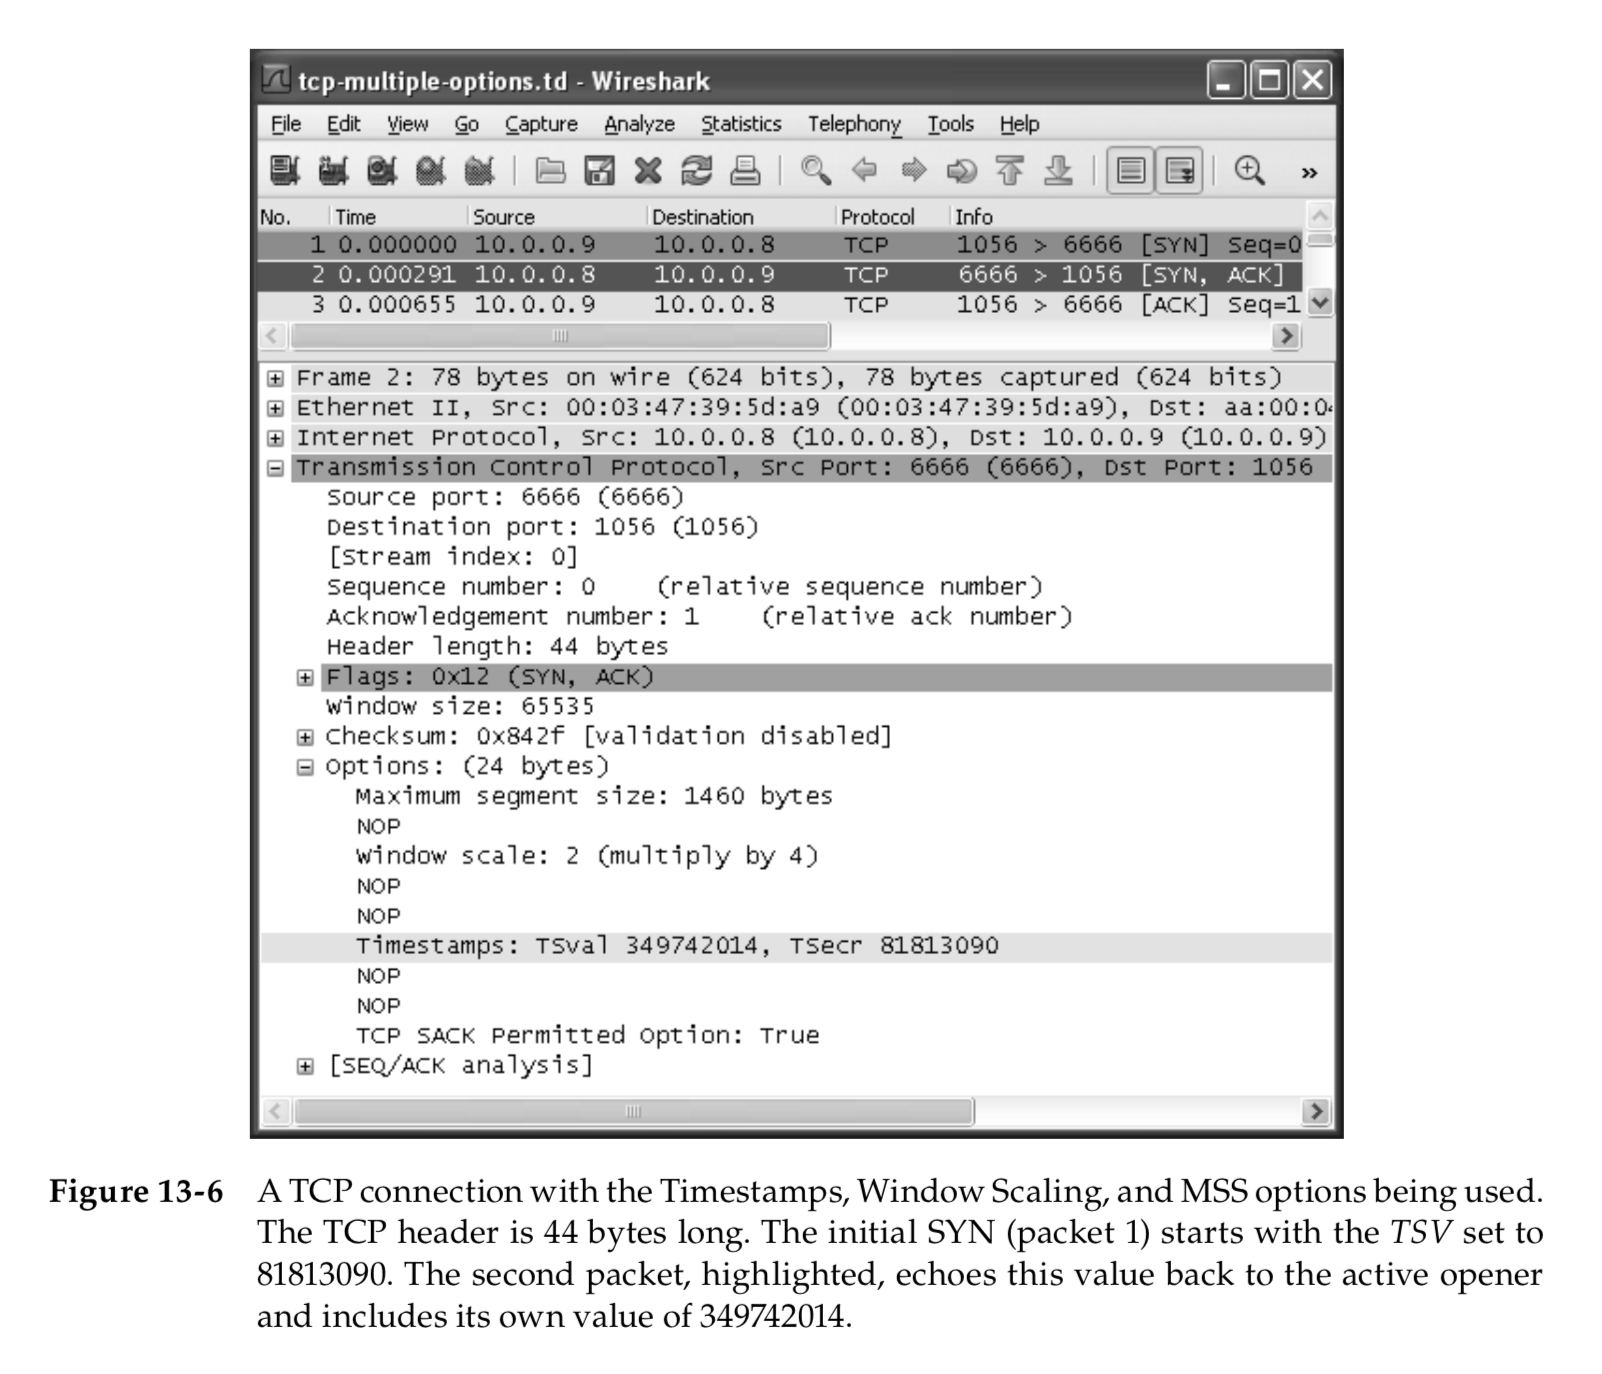 tcp-multiple-options.td - Wireshark
File Edit View Go Capture Analyze Statistics Telephony Tools Help
No. Time Source Destination Protocol Info
1 0.000000 10.0.0.9 10.0.0.8 TCP 1056 > 6666 [SYN] Seq=0
2 0.000291 10.0.0.8 10.0.0.9 TCP 6666 > 1056 [SYN, ACK]
3 0.000655 10.0.0.9 10.0.0.8 TCP 1056 > 6666 [ACK] Seq=1
Frame 2: 78 bytes on wire (624 bits), 78 bytes captured (624 bits)
Ethernet II, Src: 00:03:47:39:5d:a9 (00:03:47:39:5d:a9), Dst: aa:00:04
Internet Protocol, Src: 10.0.0.8 (10.0.0.8), Dst: 10.0.0.9 (10.0.0.9)
Transmission Control Protocol, Src Port: 6666 (6666), Dst Port: 1056
Source port: 6666 (6666)
Destination port: 1056 (1056)
[Stream index: 0]
Sequence number: 0 (relative sequence number)
Acknowledgement number: 1 (relative ack number)
Header length: 44 bytes
Flags: 0x12 (SYN, ACK)
Window size: 65535
Checksum: 0x842f [validation disabled]
Options: (24 bytes)
Maximum segment size: 1460 bytes
NOP
Window scale: 2 (multiply by 4)
NOP
NOP
Timestamps: TSval 349742014, TSecr 81813090
NOP
NOP
TCP SACK Permitted Option: True
[SEQ/ACK analysis]
Figure 13-6 A TCP connection with the Timestamps, Window Scaling, and MSS options being used.
The TCP header is 44 bytes long. The initial SYN (packet 1) starts with the TSV set to
81813090. The second packet, highlighted, echoes this value back to the active opener
and includes its own value of 349742014.